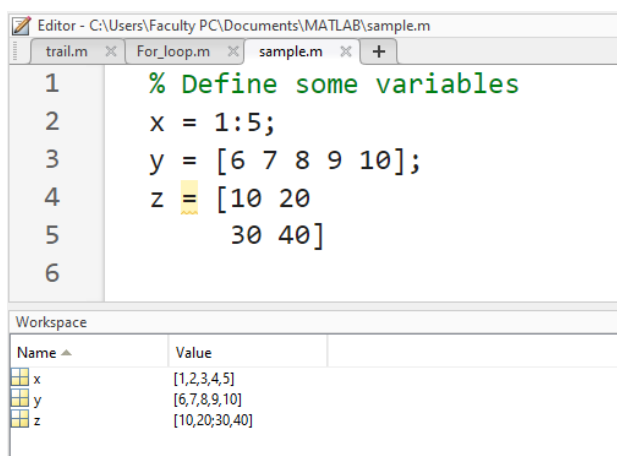 Editor - C:\Users\Faculty PC\Documents\MATLAB\sample.m
trail.m × For_loop.m × sample.m × +
1 % Define some variables
2 x = 1:5;
3 y = [6 7 8 9 10];
4 z = [10 20
5 30 40]
6
Workspace
Name Value
x [1,2,3,4,5]
y [6,7,8,9,10]
z [10,20;30,40]